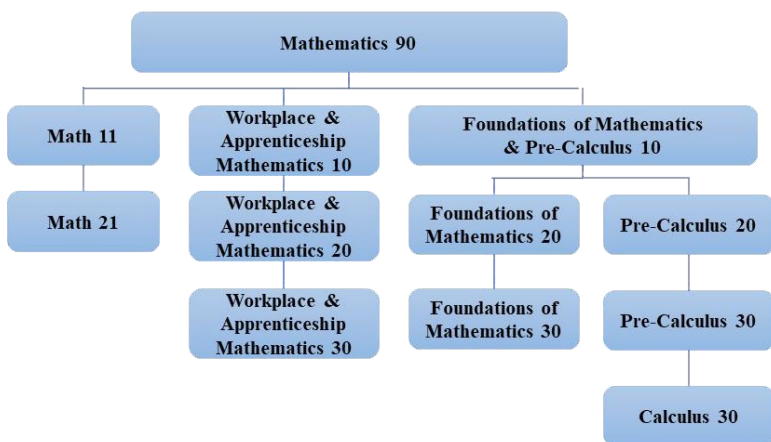 Mathematics 90
Math 11
Workplace &
Apprenticeship
Mathematics 10
Foundations of Mathematics
& Pre-Calculus 10
Math 21
Workplace &
Apprenticeship
Mathematics 20
Foundations of
Mathematics 20
Pre-Calculus 20
Workplace &
Apprenticeship
Mathematics 30
Foundations of
Mathematics 30
Pre-Calculus 30
Calculus 30